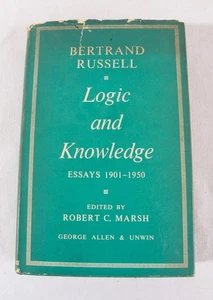 BERTRAND
RUSSELL
Logic
and
Knowledge
ESSAYS 1901–1950
EDITED BY
ROBERT C. MARSH
GEORGE ALLEN & UNWIN